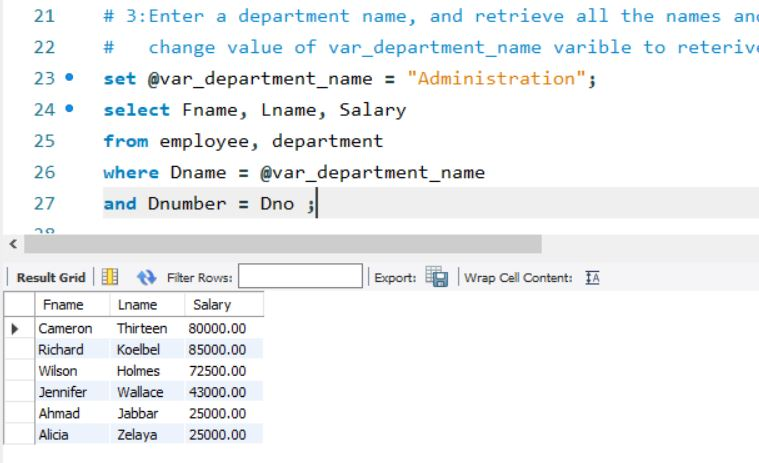 21 # 3:Enter a department name, and retrieve all the names and
22 # change value of var_department_name varible to reterive
23 set @var_department_name = "Administration";
24 select Fname, Lname, Salary
25 from employee, department
26 where Dname = @var_department_name
27 and Dnumber = Dno ;
28
Result Grid Filter Rows: Export: Wrap Cell Content:
Fname Lname Salary
Cameron Thirteen 80000.00
Richard Koelbel 85000.00
Wilson Holmes 72500.00
Jennifer Wallace 43000.00
Ahmad Jabbar 25000.00
Alicia Zelaya 25000.00